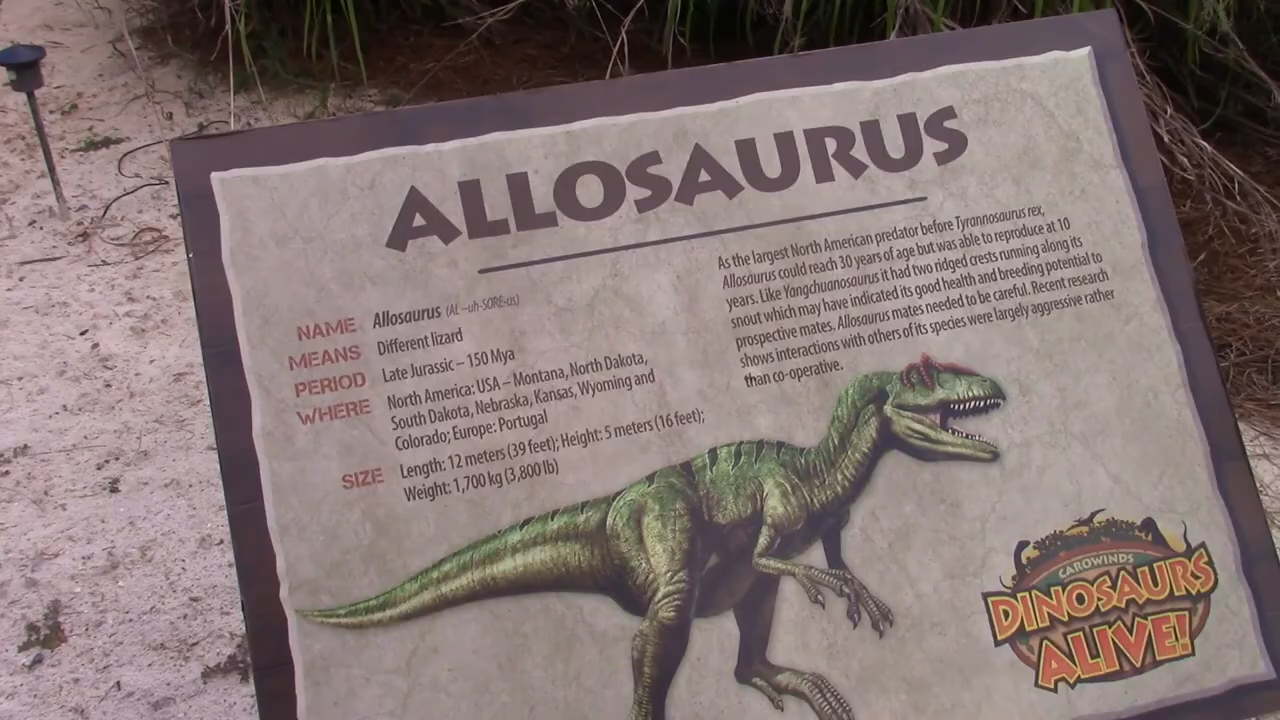 ALLOSAURUS
NAME Allosaurus (AL–uh-SORE-us)
MEANS Different lizard
PERIOD Late Jurassic – 150 Mya
WHERE North America: USA – Montana, North Dakota,
South Dakota, Nebraska, Kansas, Wyoming and
Colorado; Europe: Portugal
SIZE Length: 12 meters (39 feet); Height: 5 meters (16 feet);
Weight: 1,700 kg (3,800 lb)
As the largest North American predator before Tyrannosaurus rex,
Allosaurus could reach 30 years of age but was able to reproduce at 10
years. Like Yangchuanosaurus it had two ridged crests running along its
snout which may have indicated its good health and breeding potential to
prospective mates. Allosaurus mates needed to be careful. Recent research
shows interactions with others of its species were largely aggressive rather
than co-operative.
CAROWINDS
DINOSAURS
ALIVE!